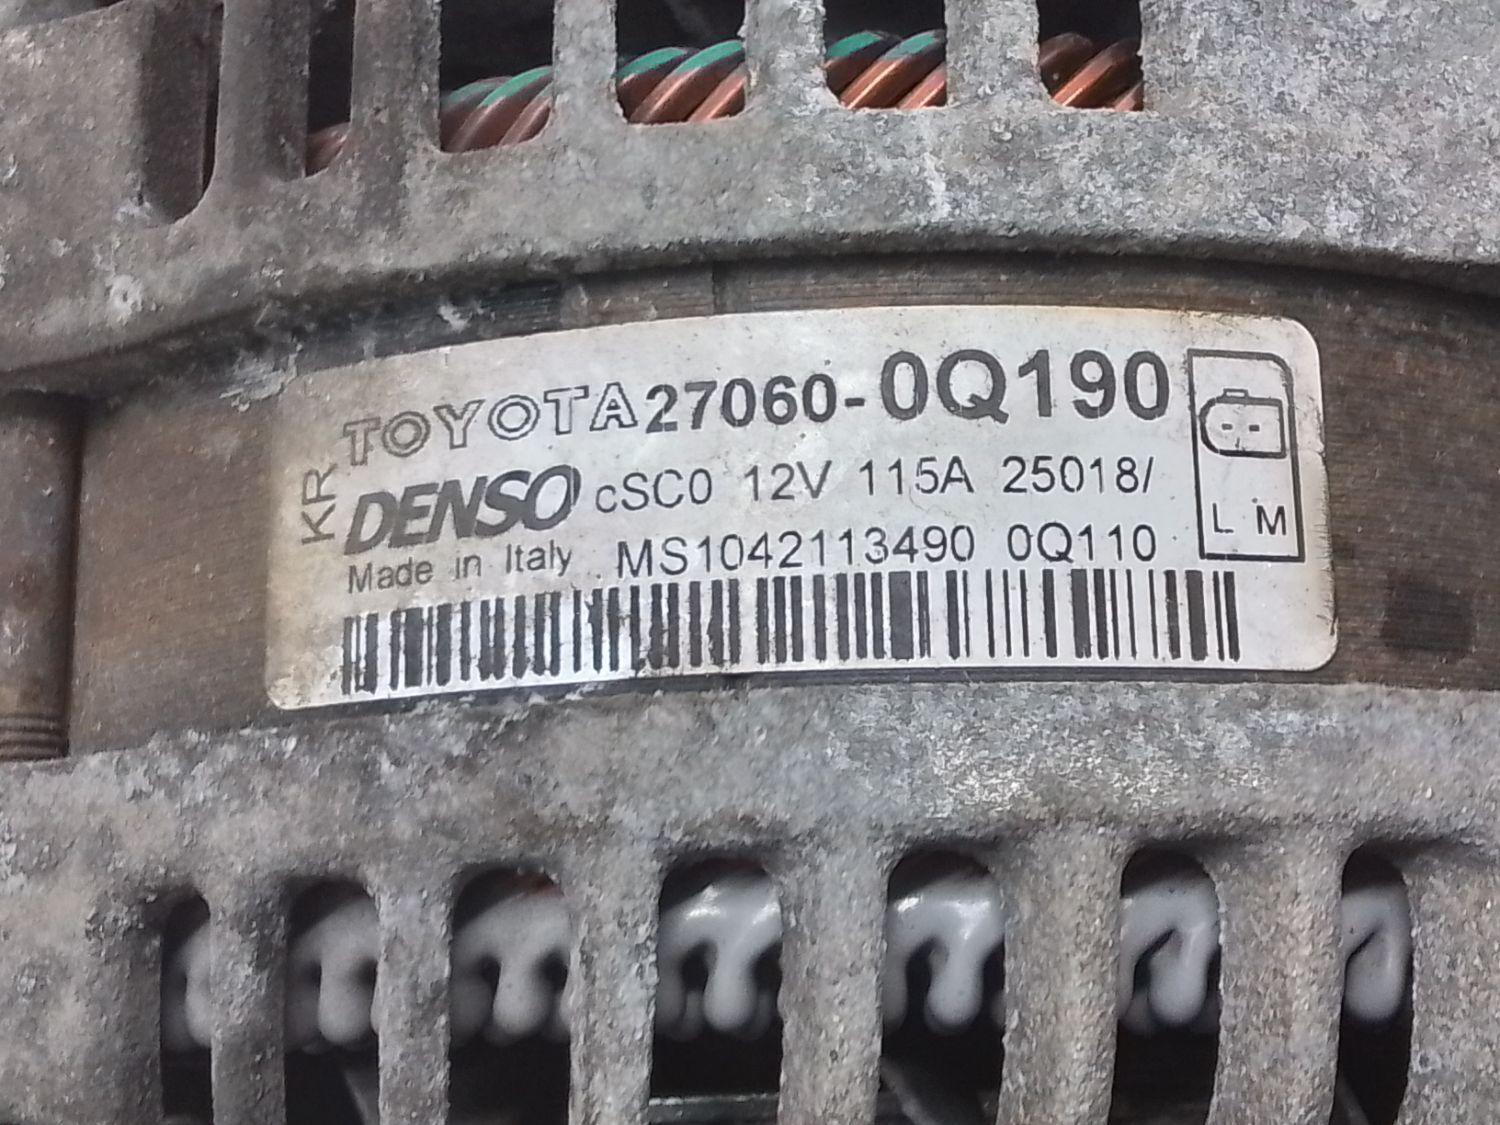 TOYOTA 27060-0Q190
KR
DENSO cSC0 12V 115A 25018/
Made in Italy MS1042113490 0Q110
L M